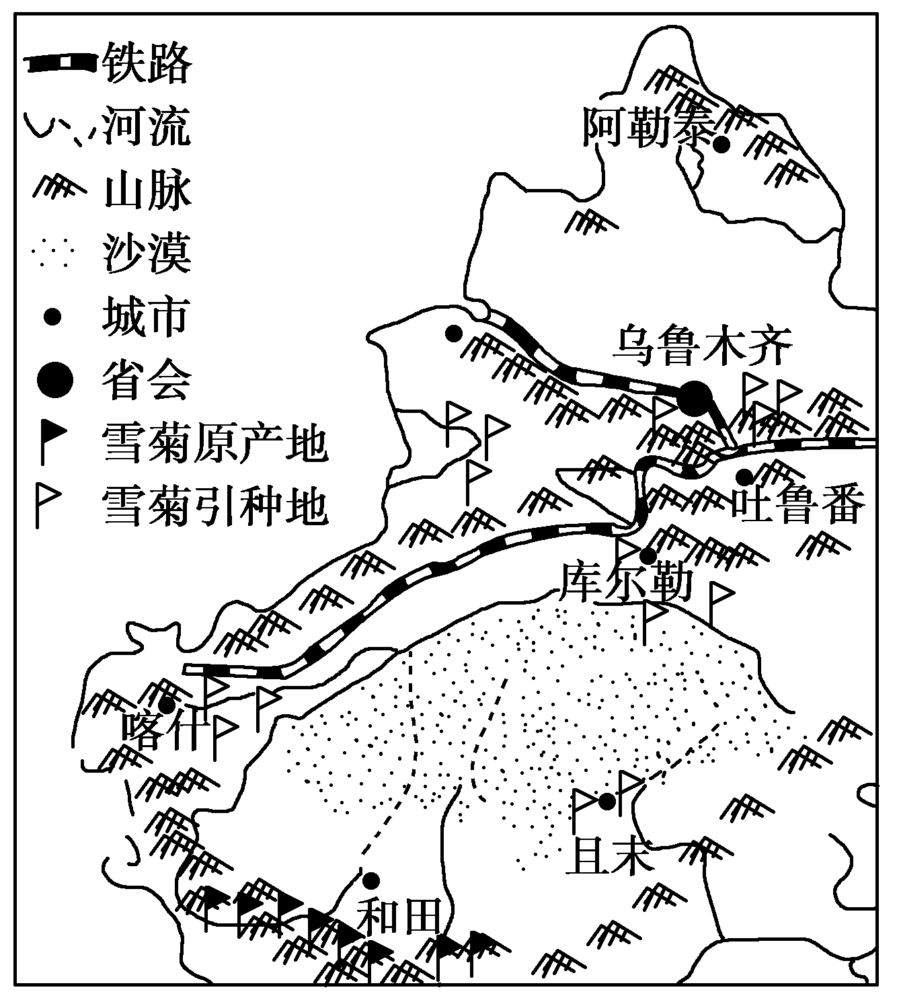 铁路
河流
山脉
沙漠
城市
省会
雪菊原产地
雪菊引种地
阿勒泰
乌鲁木齐
吐鲁番
库尔勒
喀什
且末
和田